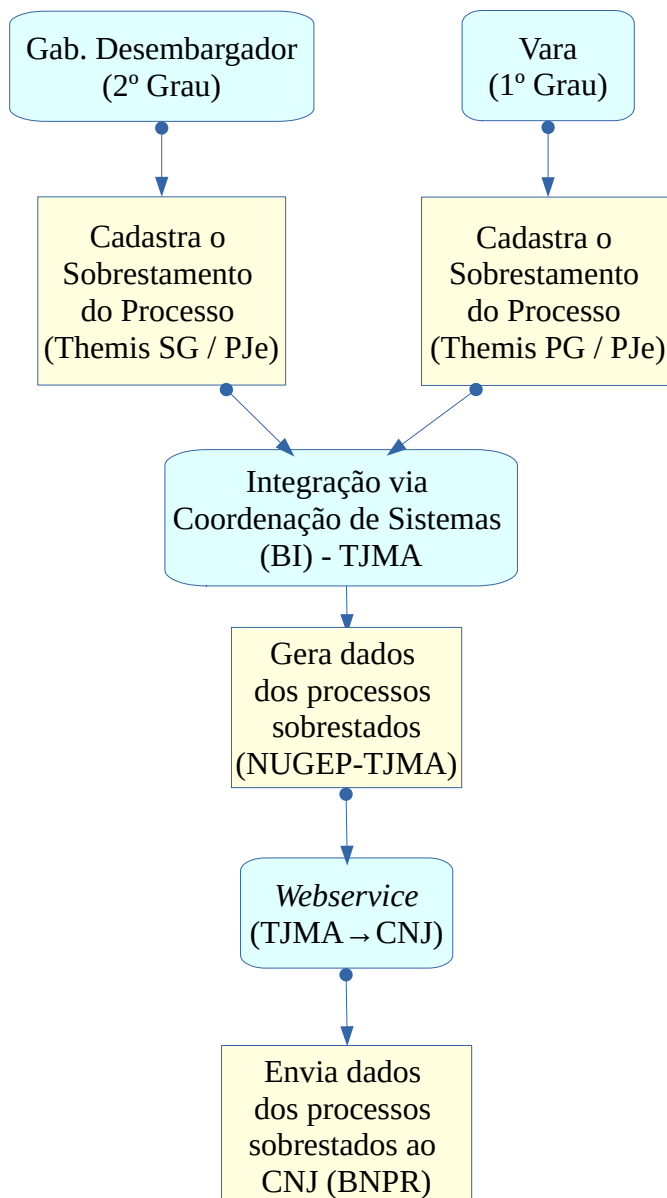 Gab. Desembargador
(2º Grau)
Vara
(1º Grau)
Cadastra o
Sobrestamento
do Processo
(Themis SG / PJe)
Cadastra o
Sobrestamento
do Processo
(Themis PG / PJe)
Integração via
Coordenação de Sistemas
(BI) - TJMA
Gera dados
dos processos
sobrestados
(NUGEP-TJMA)
Webservice
(TJMA→CNJ)
Envia dados
dos processos
sobrestados ao
CNJ (BNPR)